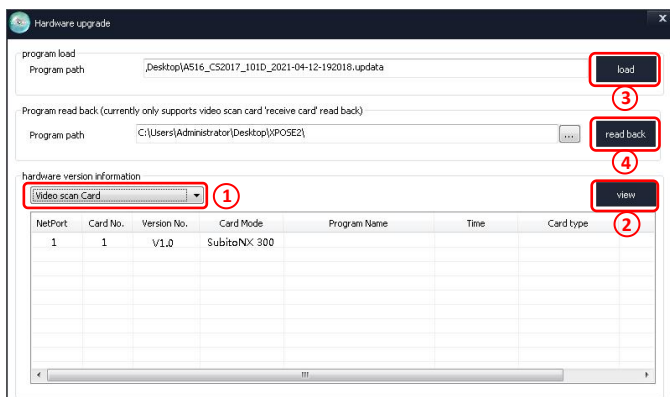 Hardware upgrade
x
program load
Program path
,Desktop\A516_CS2017_101D_2021-04-12-192018.updata
load
③
Program read back (currently only supports video scan card 'receive card' read back)
Program path
C:\Users\Administrator\Desktop\XPOSE2\
...
read back
④
hardware version information
Video scan Card
①
view
②
NetPort Card No. Version No. Card Mode Program Name Time Card type
1 1 V1.0 SubitoNX 300